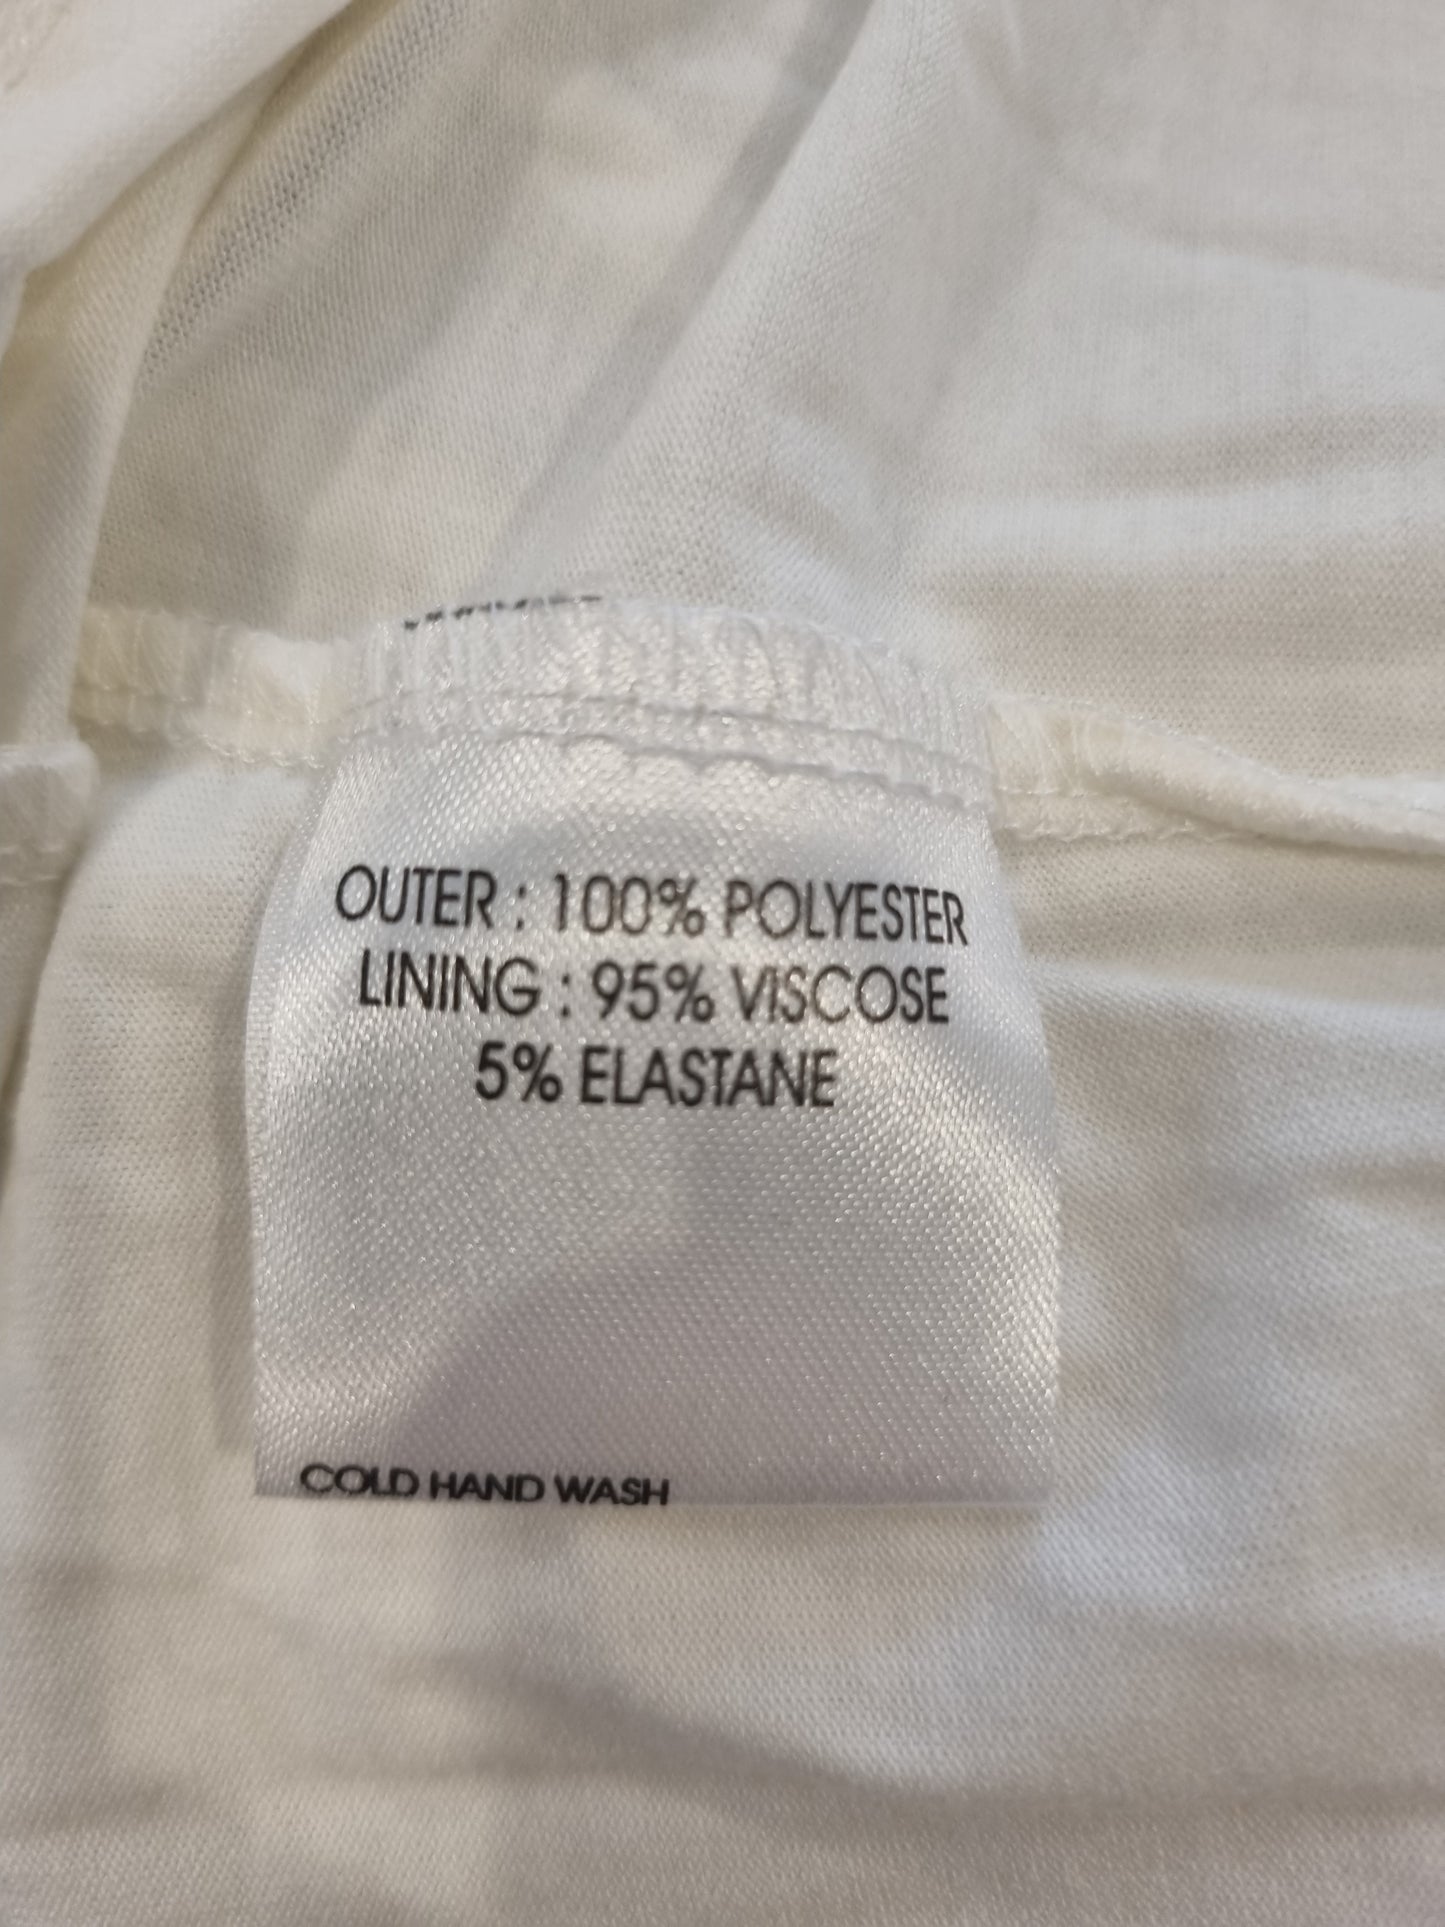 OUTER : 100% POLYESTER
LINING : 95% VISCOSE
5% ELASTANE
COLD HAND WASH